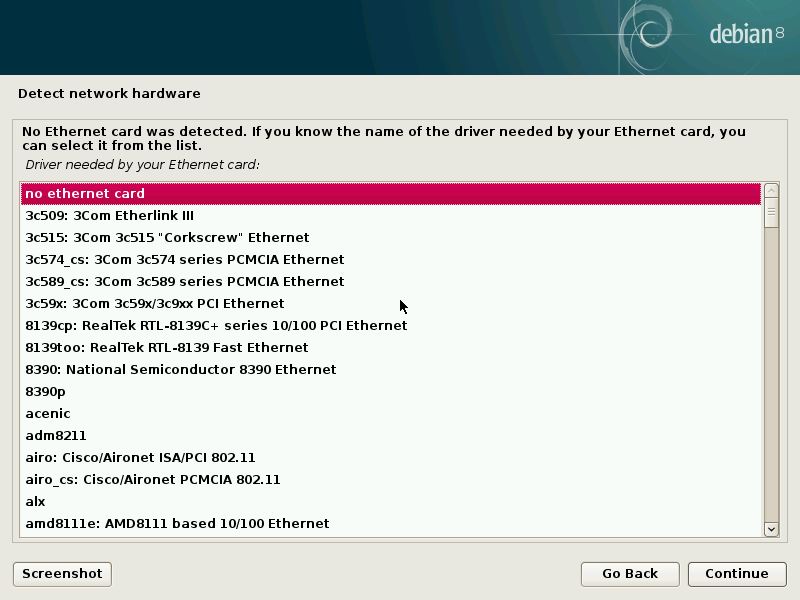 debian 8
Detect network hardware
No Ethernet card was detected. If you know the name of the driver needed by your Ethernet card, you
can select it from the list.
Driver needed by your Ethernet card:
no ethernet card
3c509: 3Com Etherlink III
3c515: 3Com 3c515 "Corkscrew" Ethernet
3c574_cs: 3Com 3c574 series PCMCIA Ethernet
3c589_cs: 3Com 3c589 series PCMCIA Ethernet
3c59x: 3Com 3c59x/3c9xx PCI Ethernet
8139cp: RealTek RTL-8139C+ series 10/100 PCI Ethernet
8139too: RealTek RTL-8139 Fast Ethernet
8390: National Semiconductor 8390 Ethernet
8390p
acenic
adm8211
airo: Cisco/Aironet ISA/PCI 802.11
airo_cs: Cisco/Aironet PCMCIA 802.11
alx
amd8111e: AMD8111 based 10/100 Ethernet
Screenshot
Go Back
Continue